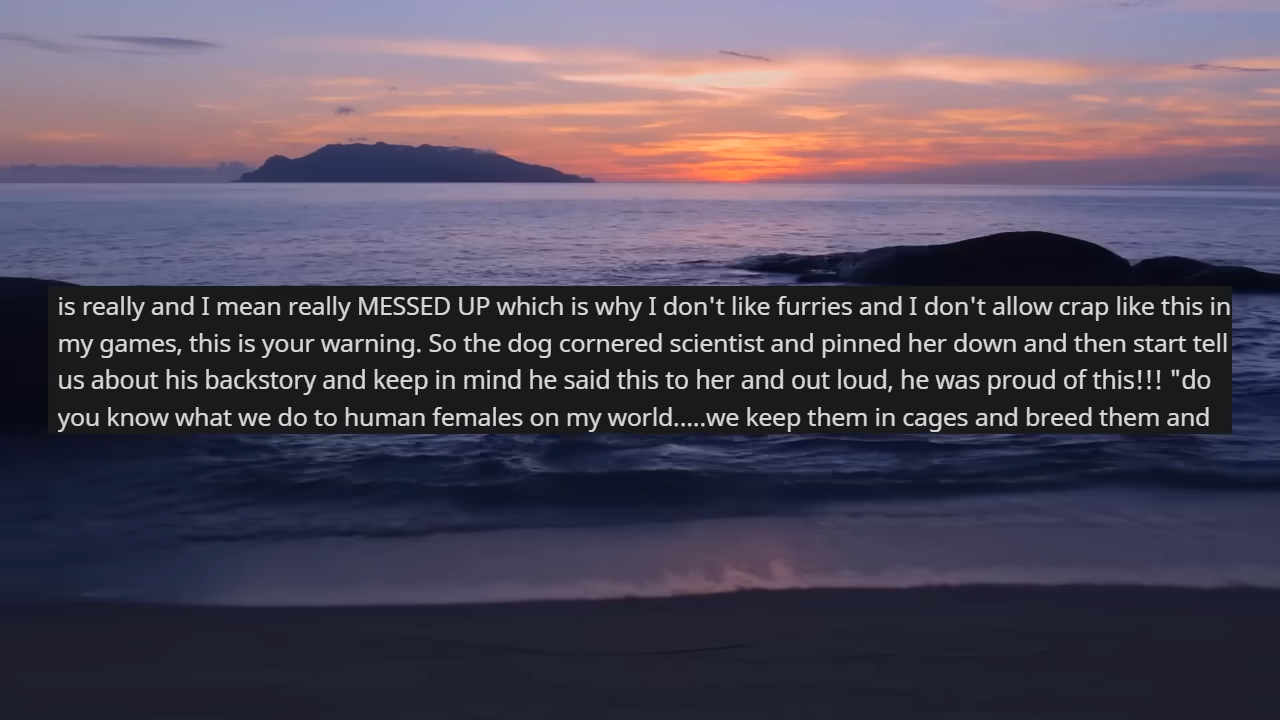 is really and I mean really MESSED UP which is why I don't like furries and I don't allow crap like this in
my games, this is your warning. So the dog cornered scientist and pinned her down and then start tell
us about his backstory and keep in mind he said this to her and out loud, he was proud of this!!! "do
you know what we do to human females on my world.....we keep them in cages and breed them and